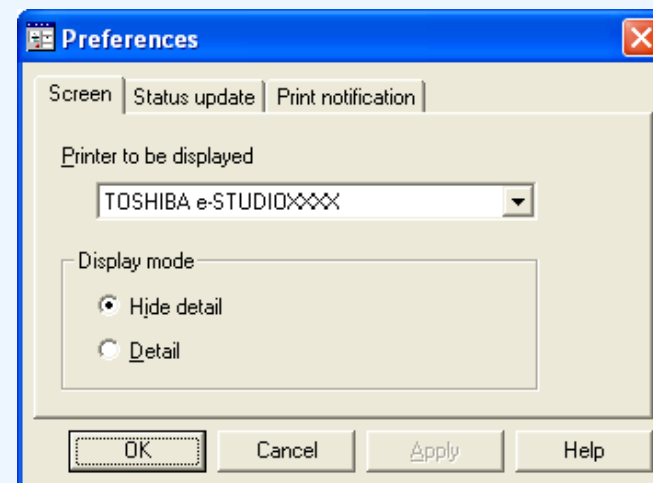 Preferences
Screen Status update Print notification
Printer to be displayed
TOSHIBA e-STUDIOXXXX
Display mode
Hide detail
Detail
OK Cancel Apply Help